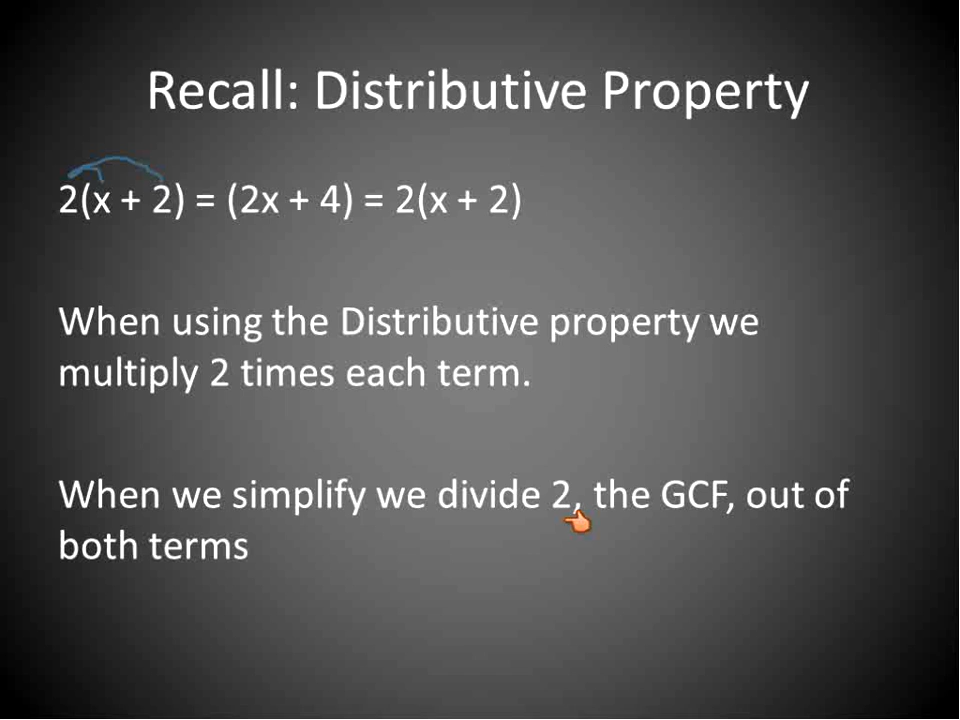 Recall: Distributive Property
2(x + 2) = (2x + 4) = 2(x + 2)
When using the Distributive property we
multiply 2 times each term.
When we simplify we divide 2, the GCF, out of
both terms